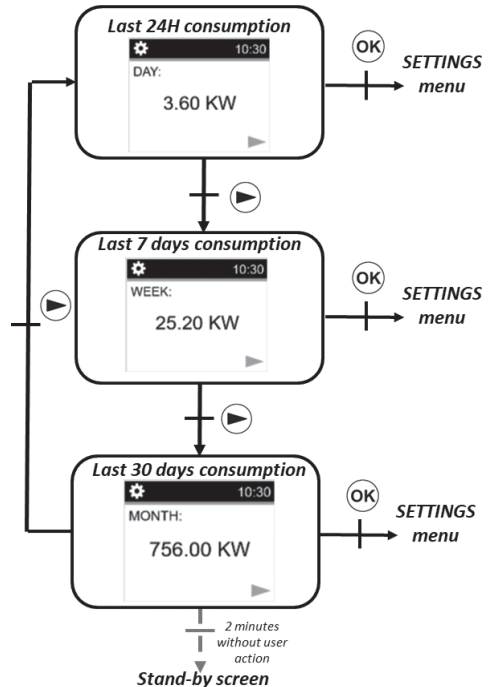 Last 24H consumption
10:30
DAY:
3.60 KW
OK
SETTINGS
menu
Last 7 days consumption
10:30
WEEK:
25.20 KW
OK
SETTINGS
menu
Last 30 days consumption
10:30
MONTH:
756.00 KW
OK
SETTINGS
menu
2 minutes
without user
action
Stand-by screen